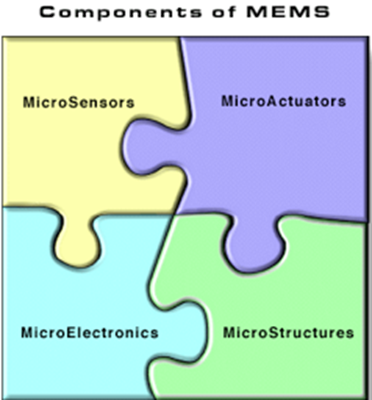 Components of MEMS
MicroSensors
MicroActuators
MicroElectronics
MicroStructures